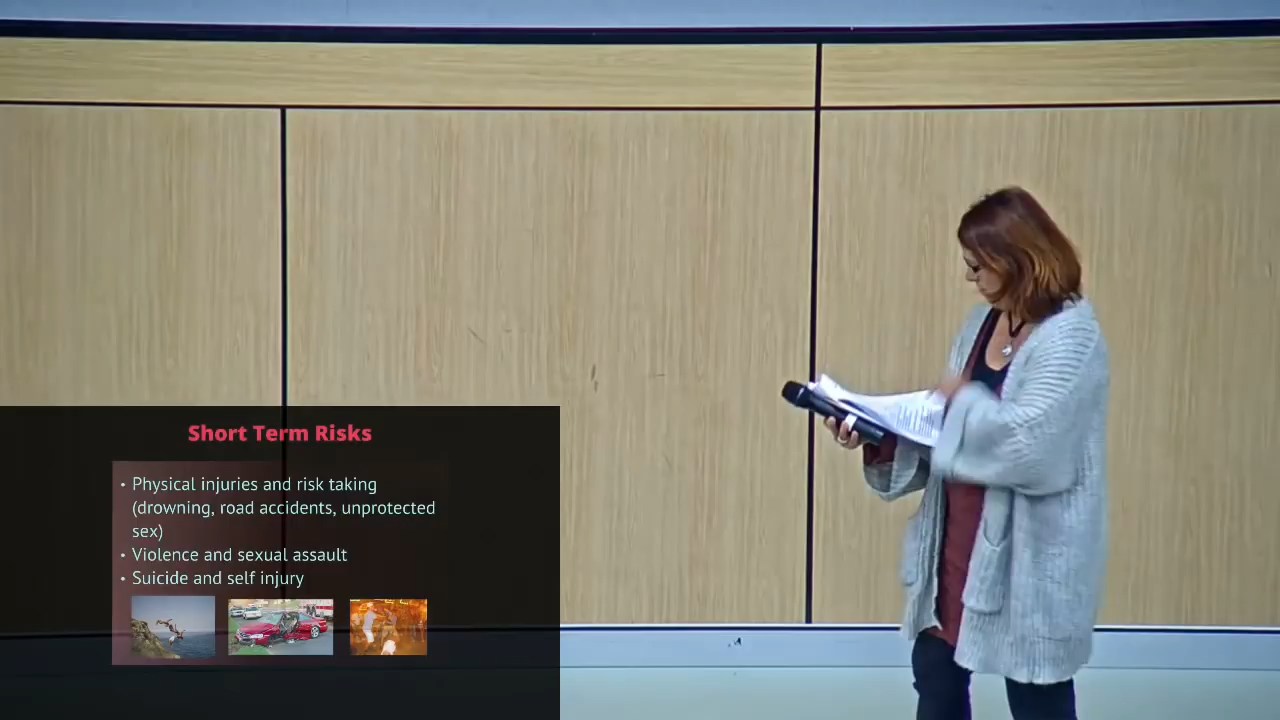 Short Term Risks
• Physical injuries and risk taking
(drowning, road accidents, unprotected
sex)
• Violence and sexual assault
• Suicide and self injury